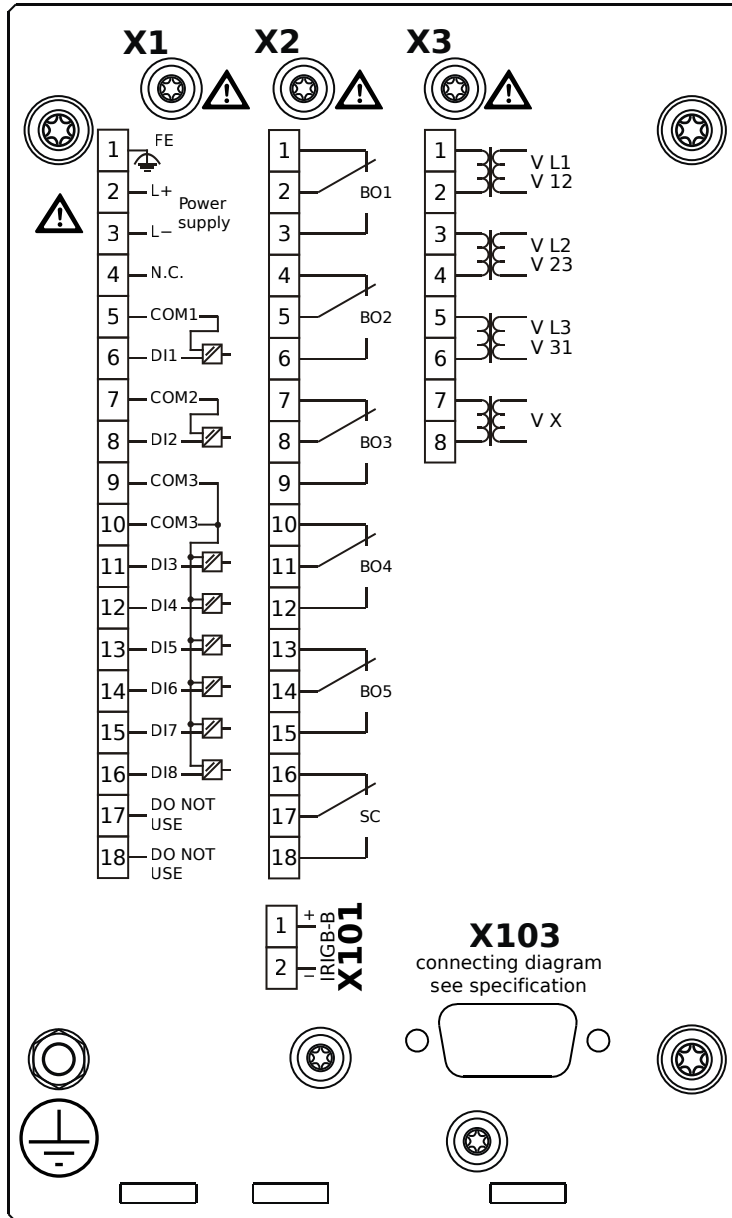 X1 X2 X3
1 FE
2 L+
Power
supply
3 L−
4 N.C.
5 COM1
6 DI1
7 COM2
8 DI2
9 COM3
10 COM3
11 DI3
12 DI4
13 DI5
14 DI6
15 DI7
16 DI8
17 DO NOT
USE
18 DO NOT
USE
1
2 BO1
3
4
5 BO2
6
7
8 BO3
9
10
11 BO4
12
13
14 BO5
15
16
17 SC
18
1 V L1
2 V 12
3 V L2
4 V 23
5 V L3
6 V 31
7 V X
8
1 +
2 −
IRIGB-B
X101
X103
connecting diagram
see specification